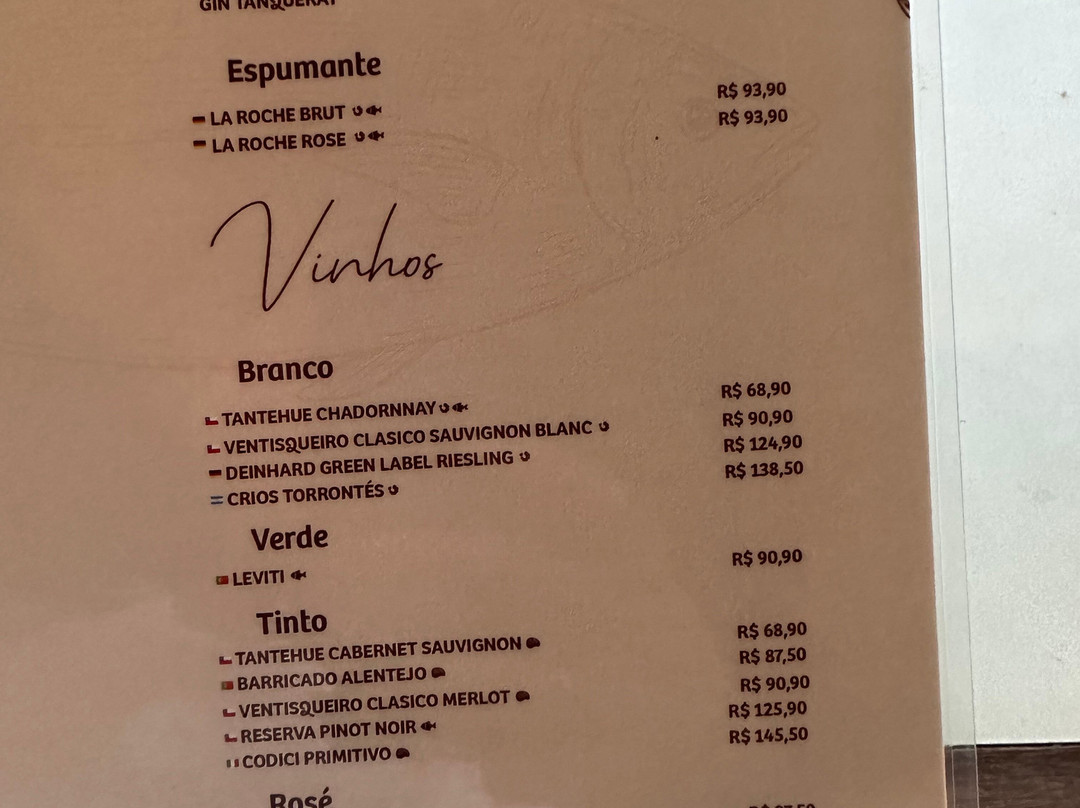 GIN TANQUERAY
Espumante
LA ROCHE BRUT R$ 93,90
LA ROCHE ROSE R$ 93,90
Vinhos
Branco
TANTEHUE CHADORNNAY R$ 68,90
VENTISQUEIRO CLASICO SAUVIGNON BLANC R$ 90,90
DEINHARD GREEN LABEL RIESLING R$ 124,90
CRIOS TORRONTÉS R$ 138,50
Verde
LEVITI R$ 90,90
Tinto
TANTEHUE CABERNET SAUVIGNON R$ 68,90
BARRICADO ALENTEJO R$ 87,50
VENTISQUEIRO CLASICO MERLOT R$ 90,90
RESERVA PINOT NOIR R$ 125,90
CODICI PRIMITIVO R$ 145,50
Rosé